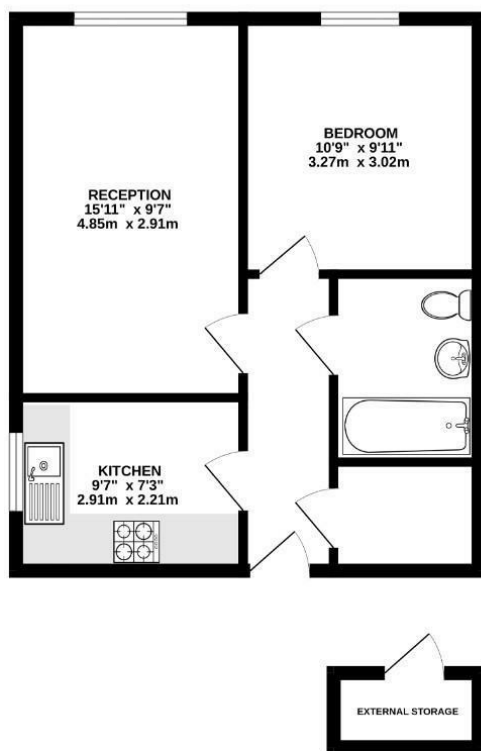 BEDROOM
10'9" x 9'11"
3.27m x 3.02m
RECEPTION
15'11" x 9'7"
4.85m x 2.91m
KITCHEN
9'7" x 7'3"
2.91m x 2.21m
EXTERNAL STORAGE